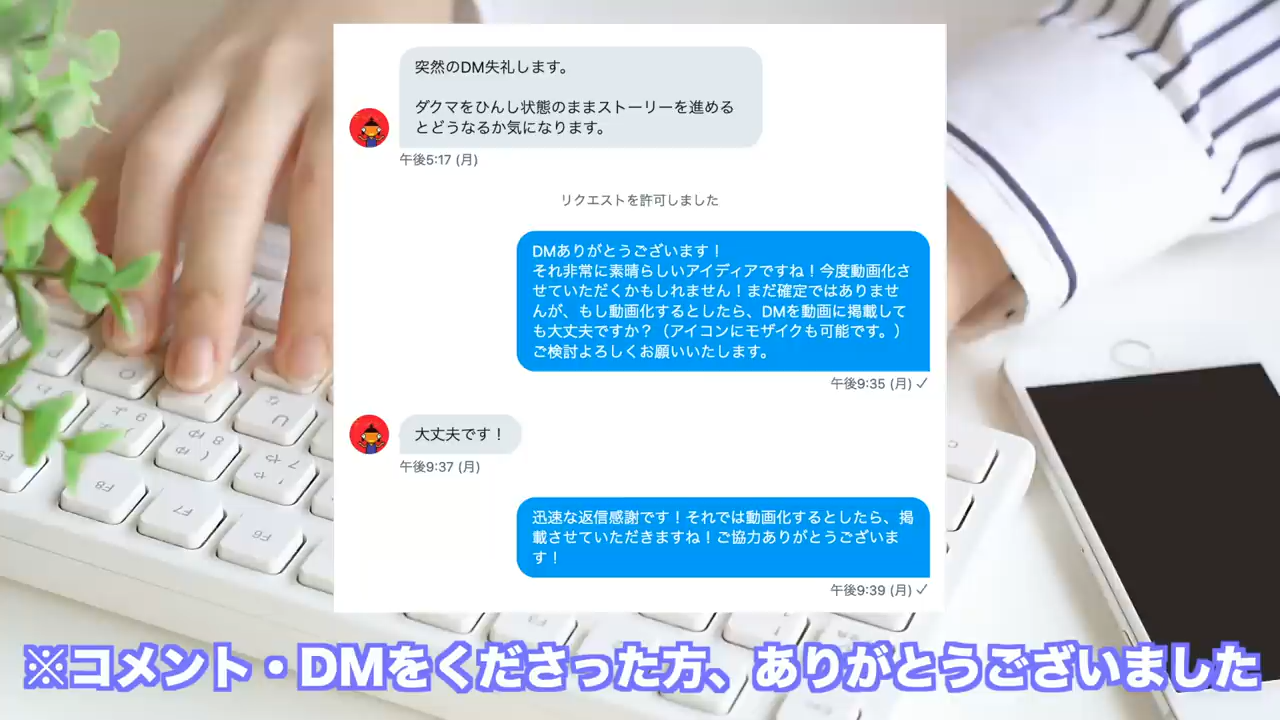 突然のDM失礼します。
ダクマをひんし状態のままストーリーを進める
とどうなるか気になります。
午後5:17 (月)
リクエストを許可しました
DMありがとうございます！
それ非常に素晴らしいアイディアですね！今度動画化さ
せていただくかもしれません！まだ確定ではありませ
んが、もし動画化するとしたら、DMを動画に掲載して
も大丈夫ですか？（アイコンにモザイクも可能です。）
ご検討よろしくお願いいたします。
午後9:35 (月) ✓
大丈夫です！
午後9:37 (月)
迅速な返信感謝です！それでは動画化するとしたら、掲
載させていただきますね！ご協力ありがとうございま
す！
午後9:39 (月) ✓
※コメント・DMをくださった方、ありがとうございました